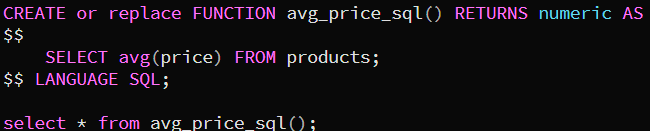 CREATE or replace FUNCTION avg_price_sql() RETURNS numeric AS
$$
    SELECT avg(price) FROM products;
$$ LANGUAGE SQL;

select * from avg_price_sql();